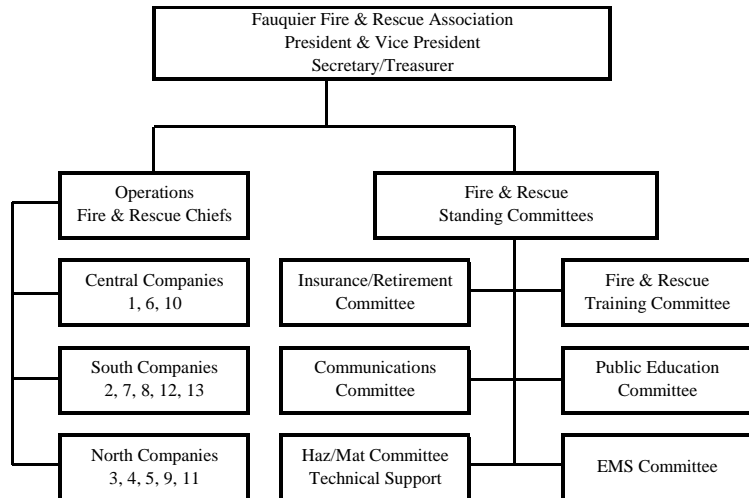 Fauquier Fire & Rescue Association
President & Vice President
Secretary/Treasurer
Operations
Fire & Rescue Chiefs
Fire & Rescue
Standing Committees
Central Companies
1, 6, 10
Insurance/Retirement
Committee
Fire & Rescue
Training Committee
South Companies
2, 7, 8, 12, 13
Communications
Committee
Public Education
Committee
North Companies
3, 4, 5, 9, 11
Haz/Mat Committee
Technical Support
EMS Committee